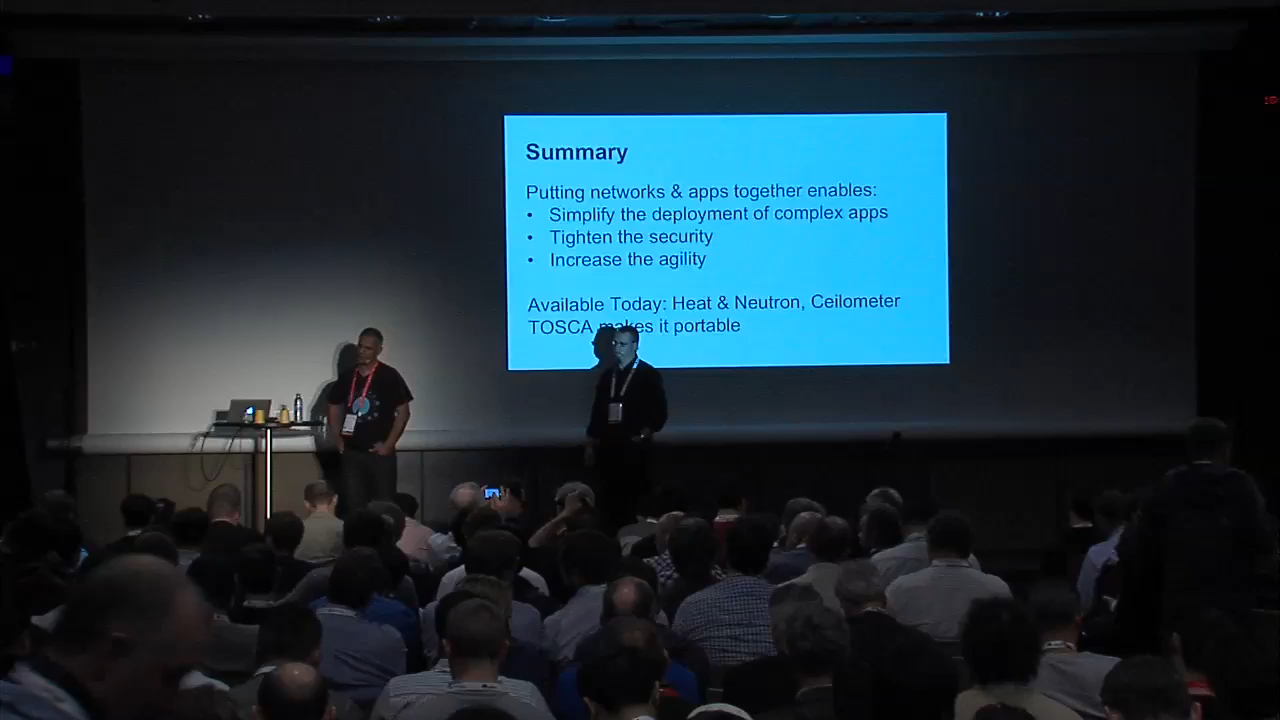 Summary
Putting networks & apps together enables:
• Simplify the deployment of complex apps
• Tighten the security
• Increase the agility
Available Today: Heat & Neutron, Ceilometer
TOSCA makes it portable